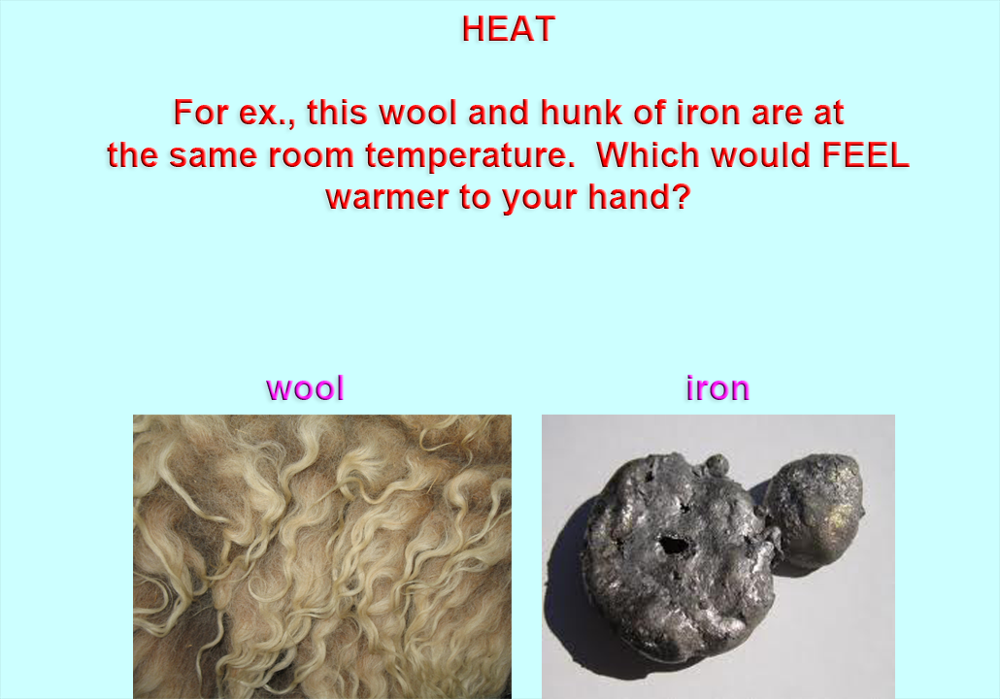 HEAT
For ex., this wool and hunk of iron are at
the same room temperature.  Which would FEEL
warmer to your hand?
wool
iron